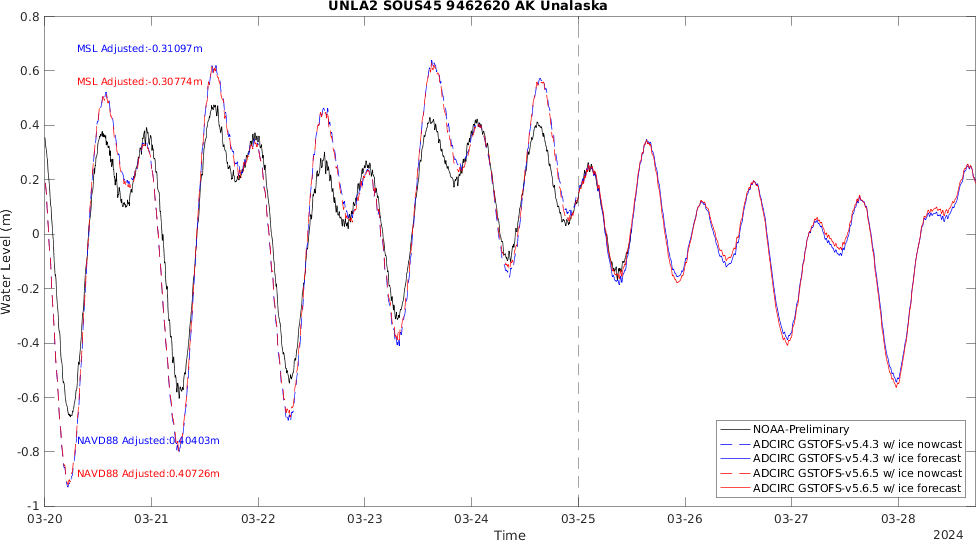 UNLA2 SOUS45 9462620 AK Unalaska
0.8
0.6
0.4
0.2
0
-0.2
-0.4
-0.6
-0.8
-1
Water Level (m)
MSL Adjusted:-0.31097m
MSL Adjusted:-0.30774m
NAVD88 Adjusted:0.40403m
NAVD88 Adjusted:0.40726m
NOAA-Preliminary
ADCIRC GSTOFS-v5.4.3 w/ ice nowcast
ADCIRC GSTOFS-v5.4.3 w/ ice forecast
ADCIRC GSTOFS-v5.6.5 w/ ice nowcast
ADCIRC GSTOFS-v5.6.5 w/ ice forecast
03-20 03-21 03-22 03-23 03-24 03-25 03-26 03-27 03-28
Time
2024